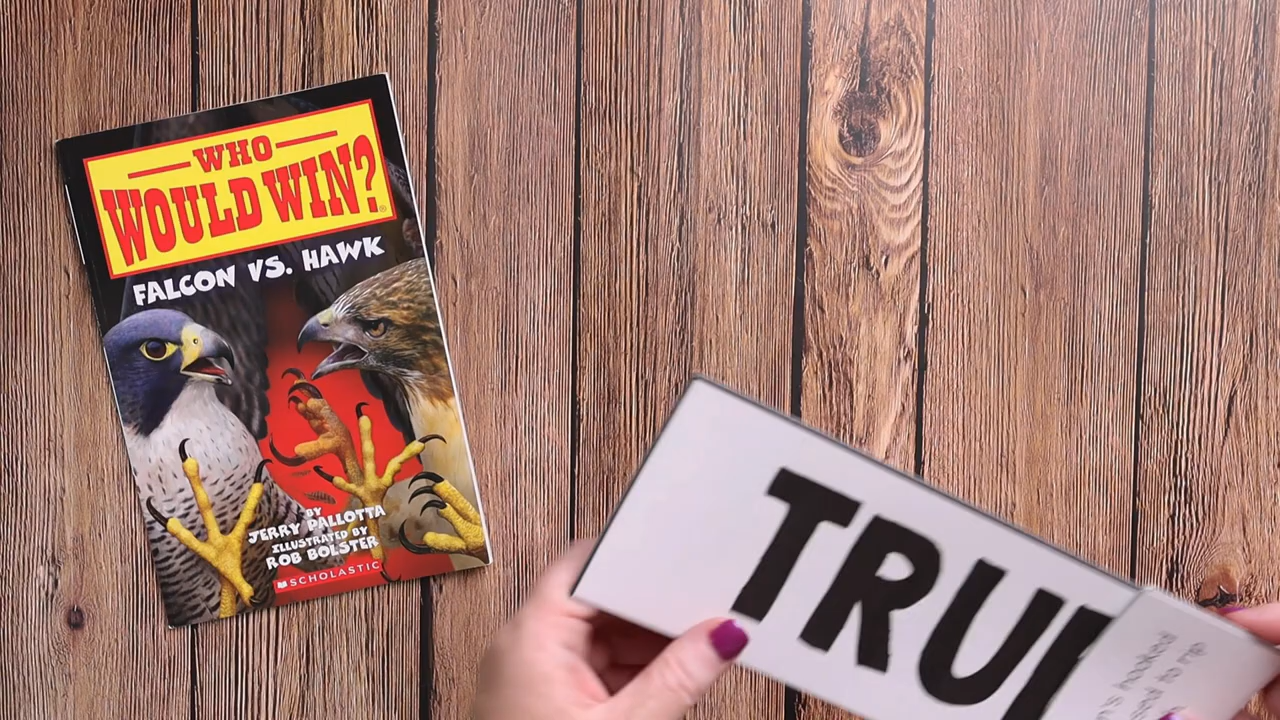 WHO
WOULD WIN?®
FALCON VS. HAWK
BY
JERRY PALLOTTA
ILLUSTRATED BY
ROB BOLSTER
SCHOLASTIC
TRU